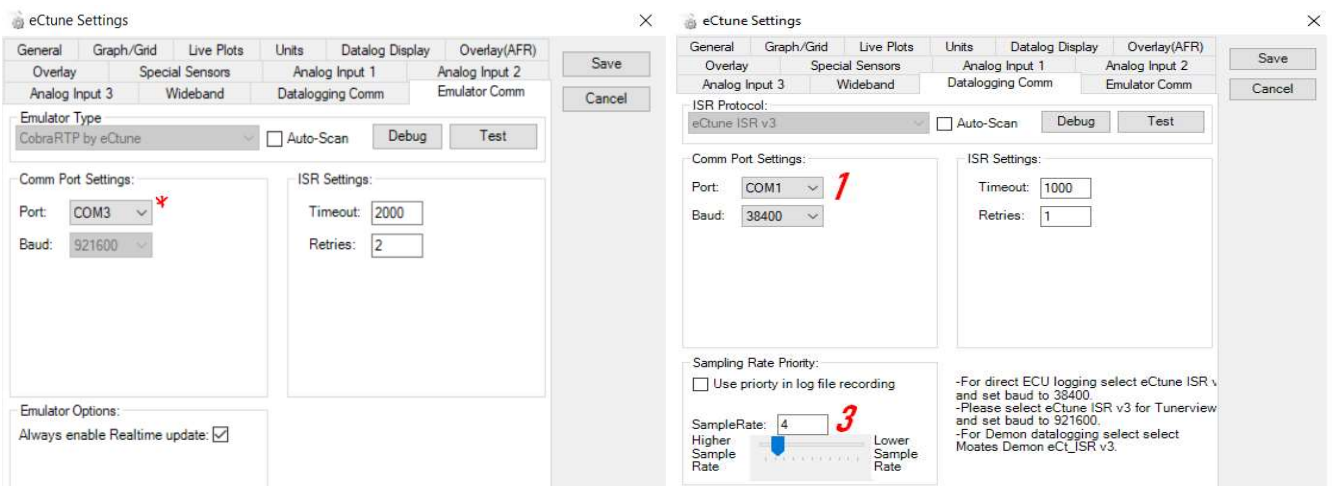 eCtune Settings
General Graph/Grid Live Plots Units Datalog Display Overlay(AFR)
Overlay Special Sensors Analog Input 1 Analog Input 2
Analog Input 3 Wideband Datalogging Comm Emulator Comm
Save
Cancel
Emulator Type
CobraRTP by eCtune Auto-Scan Debug Test
Comm Port Settings:
Port: COM3 *
Baud: 921600
ISR Settings:
Timeout: 2000
Retries: 2
Emulator Options:
Always enable Realtime update:
eCtune Settings
General Graph/Grid Live Plots Units Datalog Display Overlay(AFR)
Overlay Special Sensors Analog Input 1 Analog Input 2
Analog Input 3 Wideband Datalogging Comm Emulator Comm
Save
Cancel
ISR Protocol:
eCtune ISR v3 Auto-Scan Debug Test
Comm Port Settings:
Port: COM1 1
Baud: 38400
ISR Settings:
Timeout: 1000
Retries: 1
Sampling Rate Priority:
Use priorty in log file recording
SampleRate: 4 3
Higher
Sample
Rate
Lower
Sample
Rate
-For direct ECU logging select eCtune ISR v
and set baud to 38400.
-Please select eCtune ISR v3 for Tunerview
and set baud to 921600.
-For Demon datalogging select select
Moates Demon eCt_ISR v3.